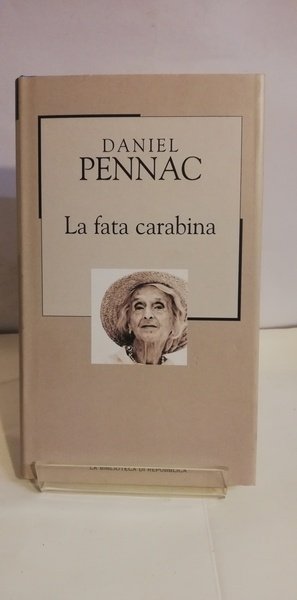 DANIEL
PENNAC
La fata carabina
LA BIBLIOTECA DI REPUBBLICA